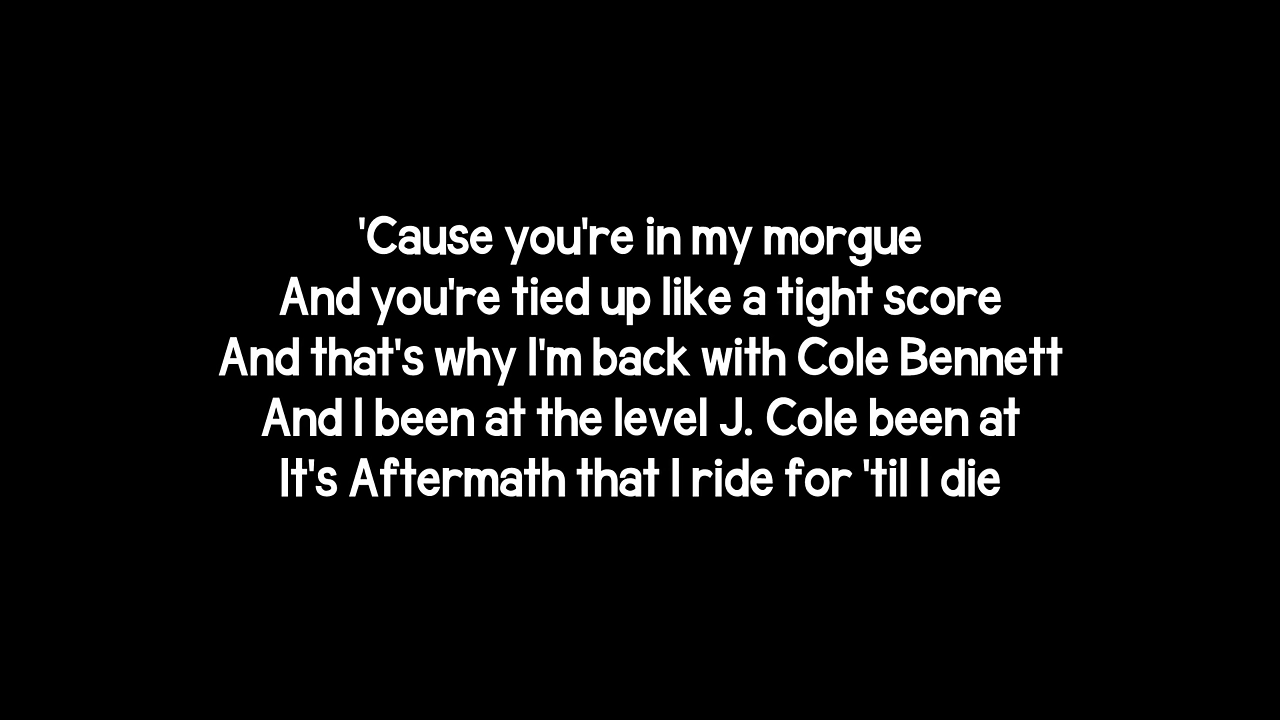 'Cause you're in my morgue
And you're tied up like a tight score
And that's why I'm back with Cole Bennett
And I been at the level J. Cole been at
It's Aftermath that I ride for 'til I die